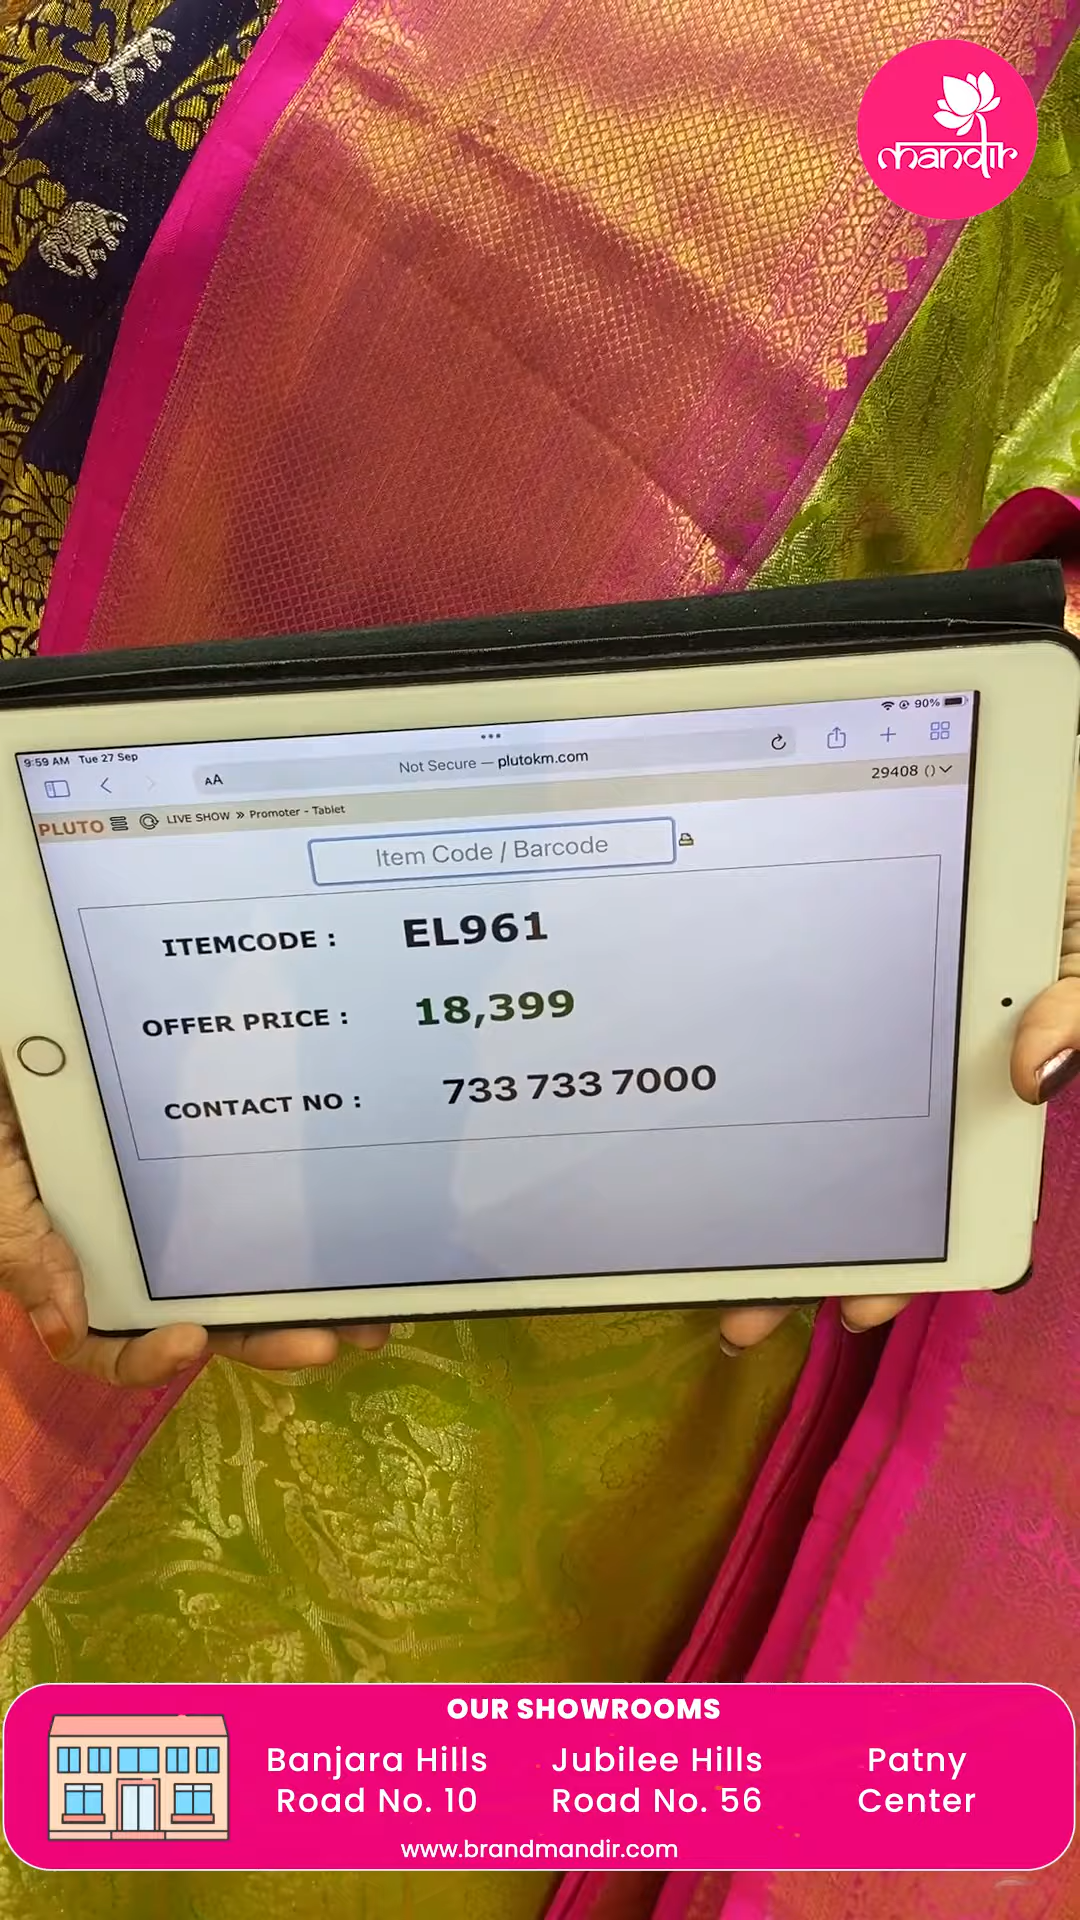 mandir
90%
9:59 AM Tue 27 Sep
AA
Not Secure — plutokm.com
29408 ()
PLUTO LIVE SHOW » Promoter - Tablet
Item Code / Barcode
ITEMCODE : EL961
OFFER PRICE : 18,399
CONTACT NO : 733 733 7000
OUR SHOWROOMS
Banjara Hills Jubilee Hills Patny
Road No. 10 Road No. 56 Center
www.brandmandir.com